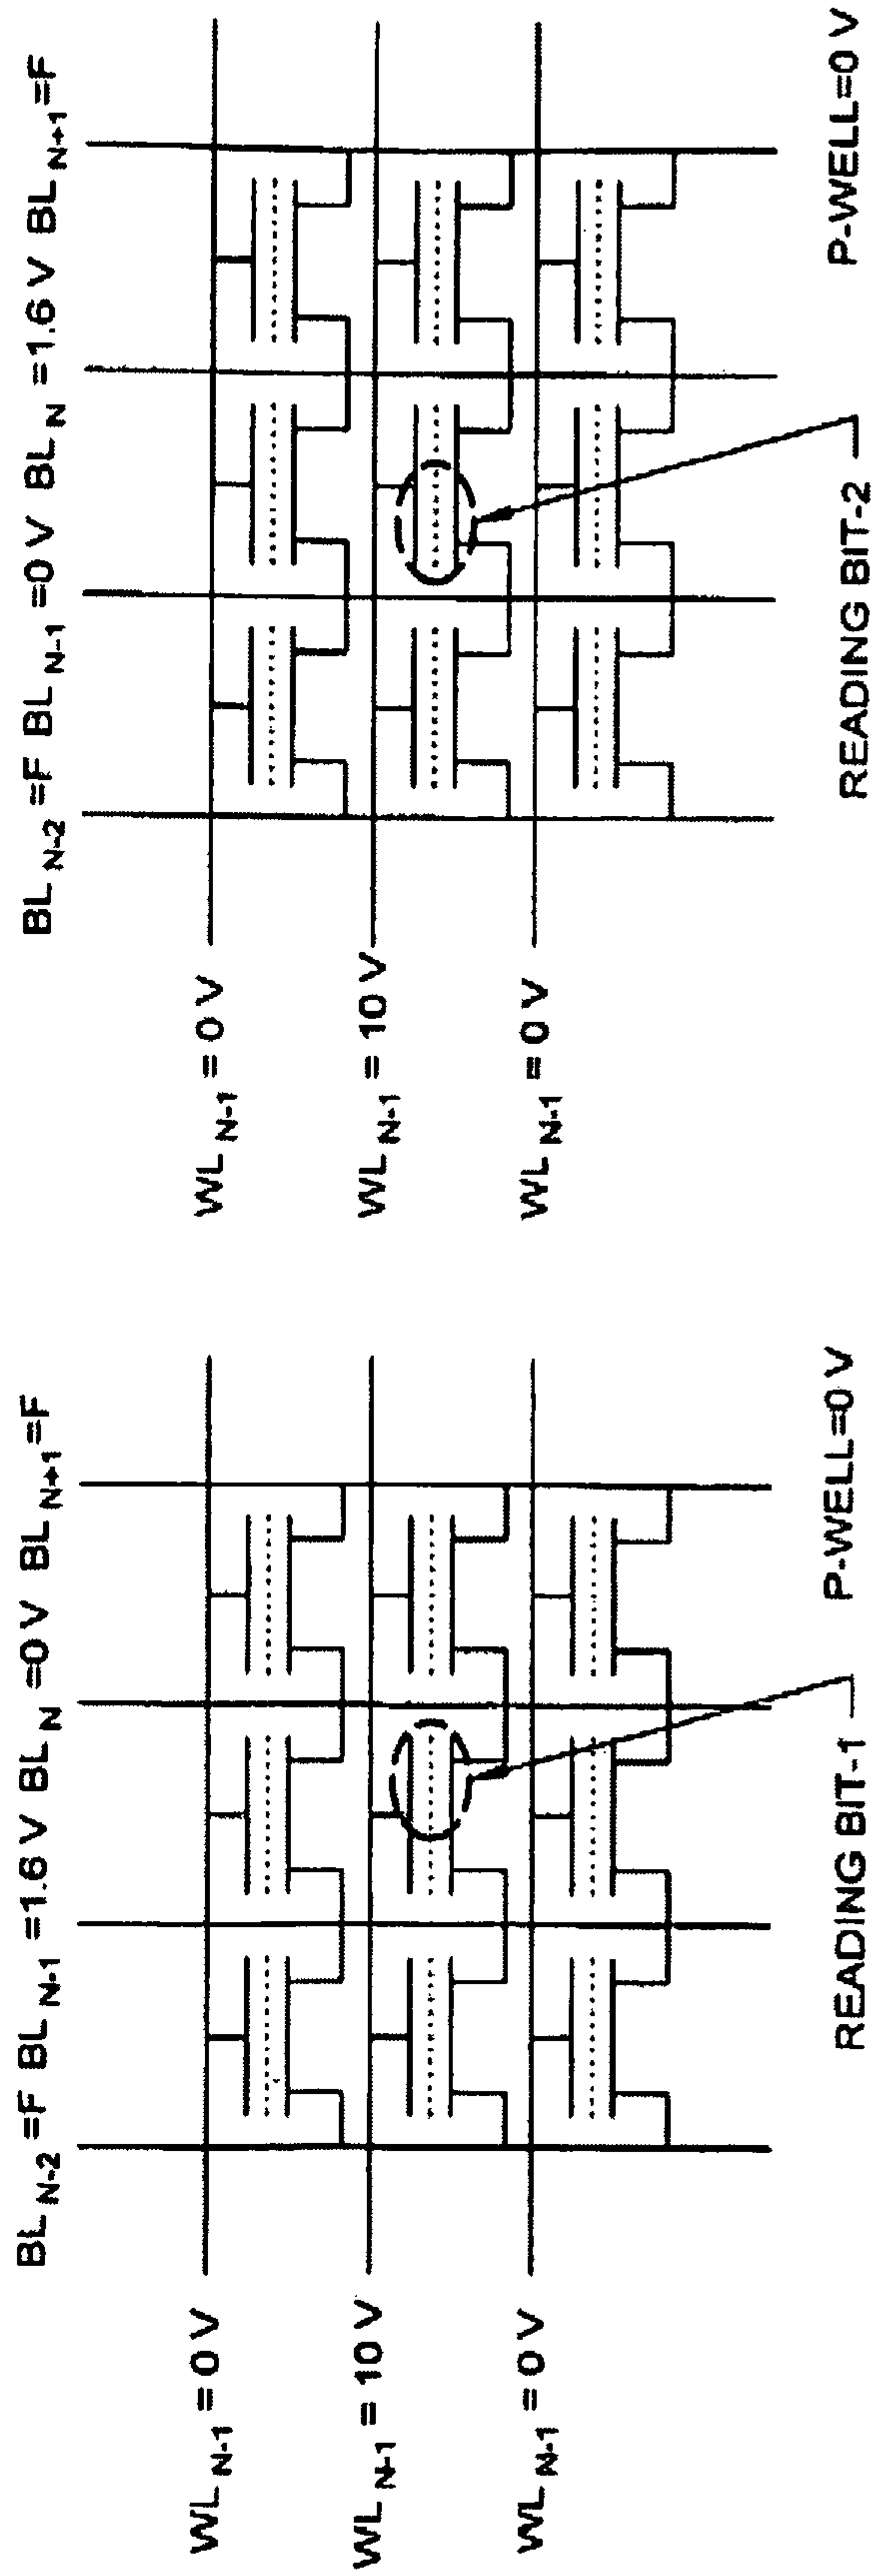 BL N-2 =F BL N-1 =1.6 V BL N =0 V BL N+1 =F
WL N-1 = 0 V
WL N-1 = 10 V
WL N-1 = 0 V
P-WELL=0 V
READING BIT-1
BL N-2 =F BL N-1 =0 V BL N =1.6 V BL N+1 =F
WL N-1 = 0 V
WL N-1 = 10 V
WL N-1 = 0 V
P-WELL=0 V
READING BIT-2